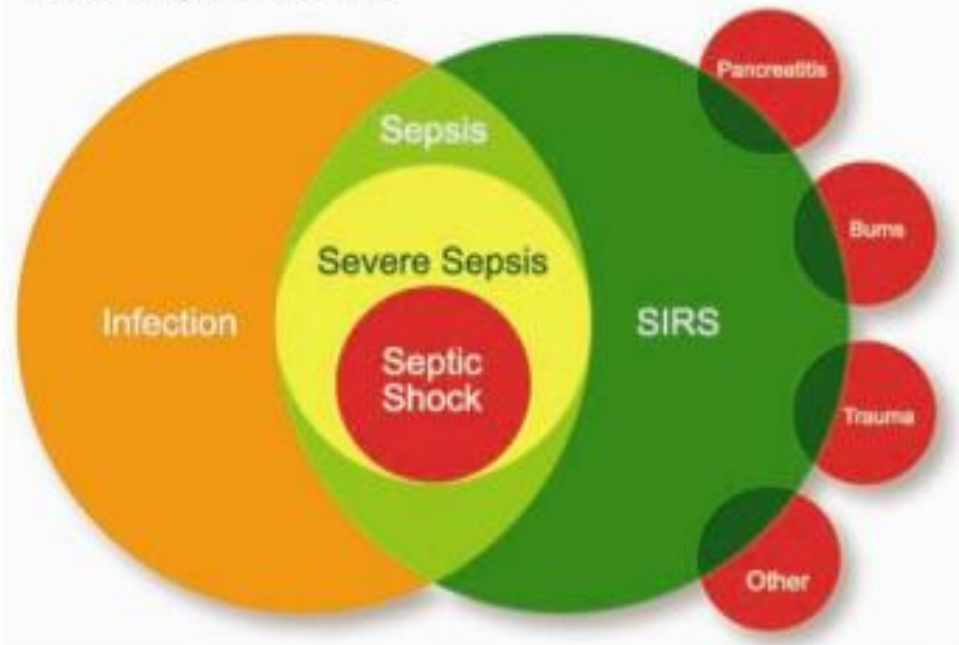 Pancreatitis
Sepsis
Burns
Severe Sepsis
Infection
SIRS
Septic
Shock
Trauma
Other